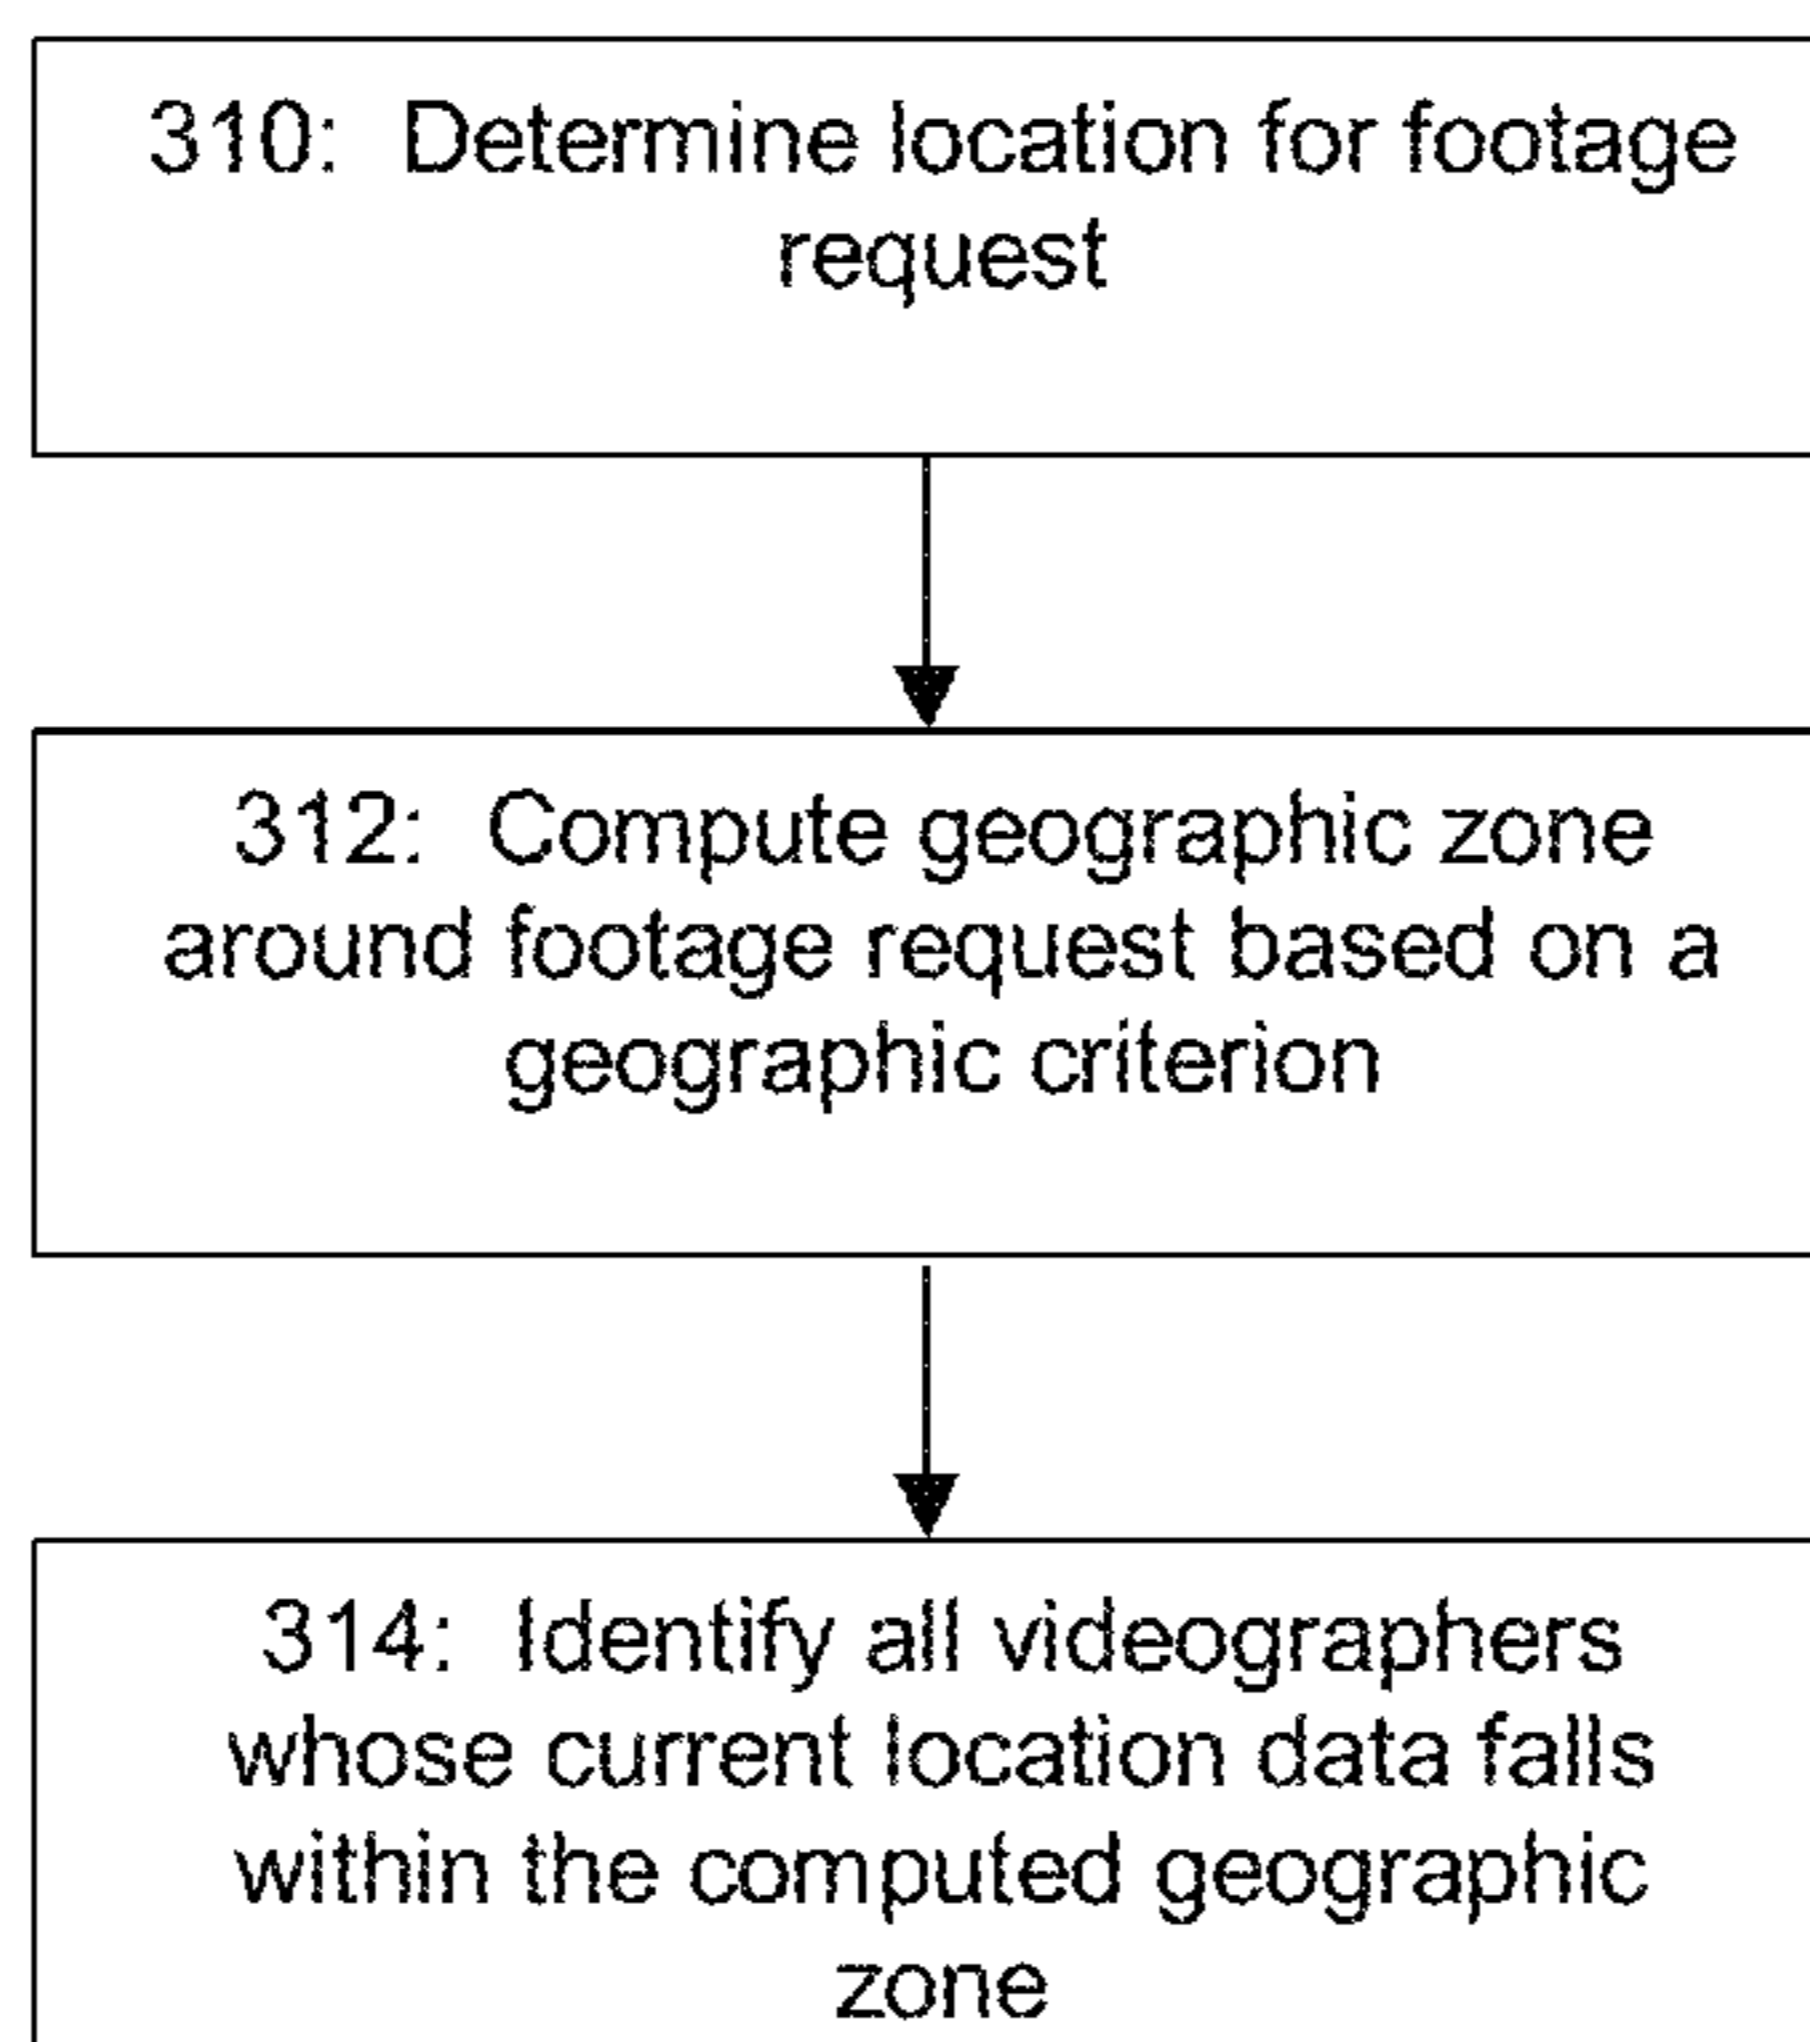 310:  Determine location for footage
request
312:  Compute geographic zone
around footage request based on a
geographic criterion
314:  Identify all videographers
whose current location data falls
within the computed geographic
zone